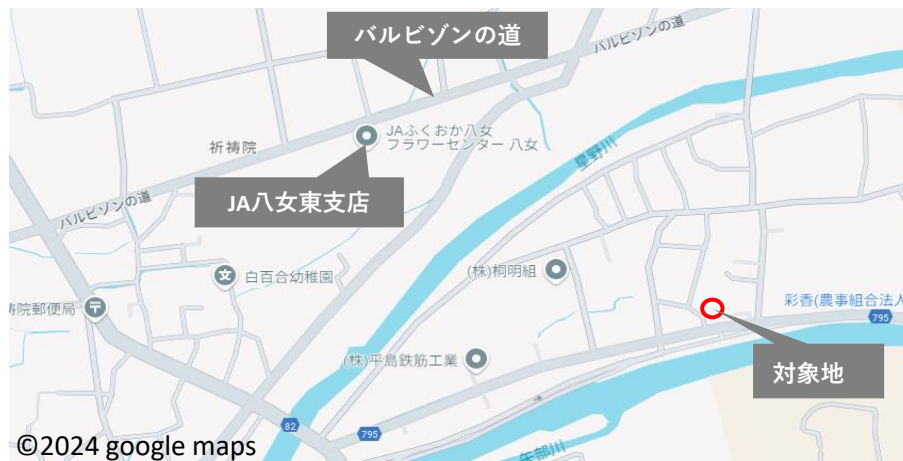 バルビゾンの道
バルビゾンの道
JAふくおか八女
フラワーセンター 八女
祈祷院
星野川
JA八女東支店
バルビゾンの道
白百合幼稚園
(株)桐明組
祷院郵便局
彩香(農事組合法人
795
(株)平島鉄筋工業
対象地
82
795
矢部川
©2024 google maps